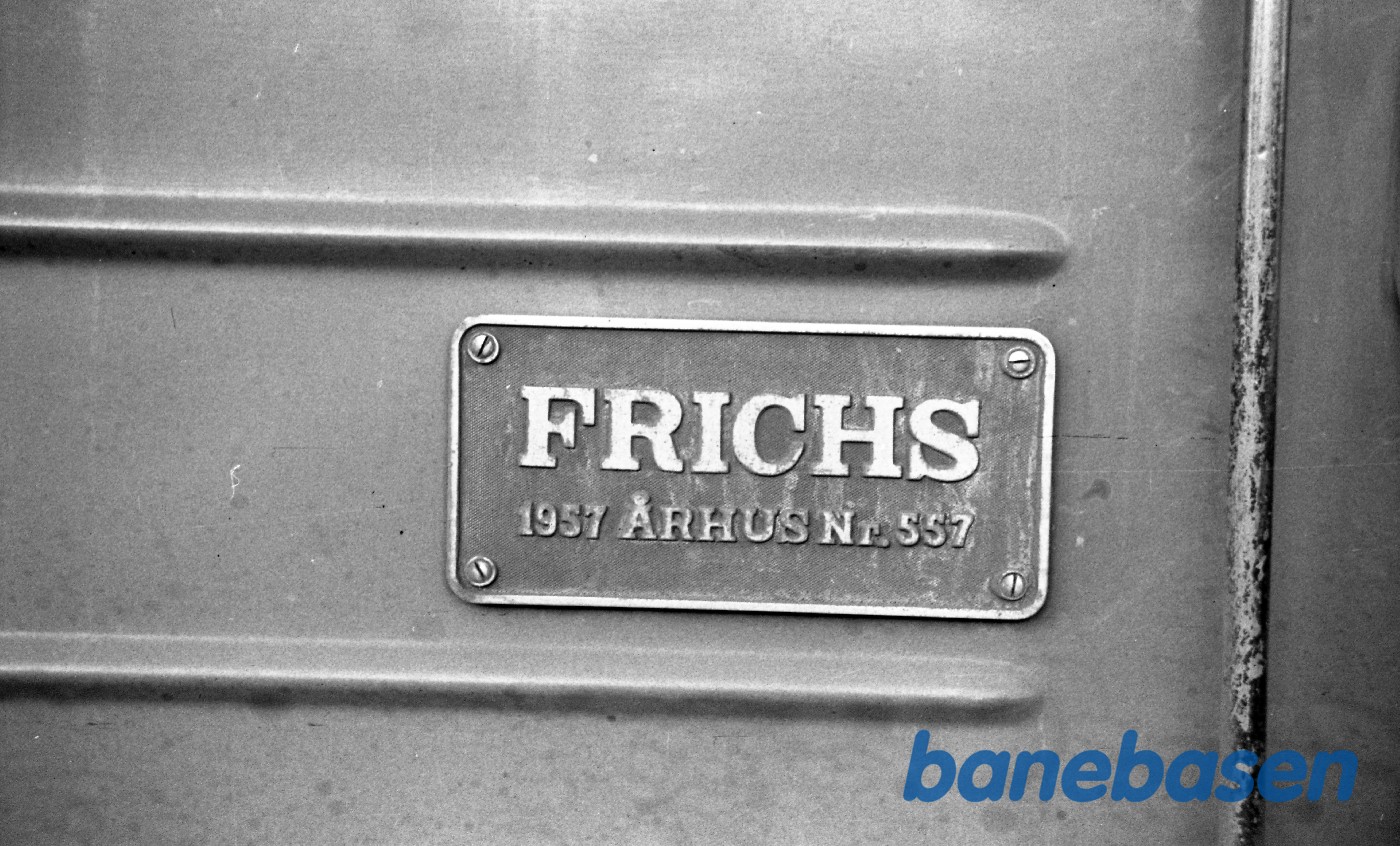 FRICHS
1957 ÅRHUS Nr. 557
banebasen